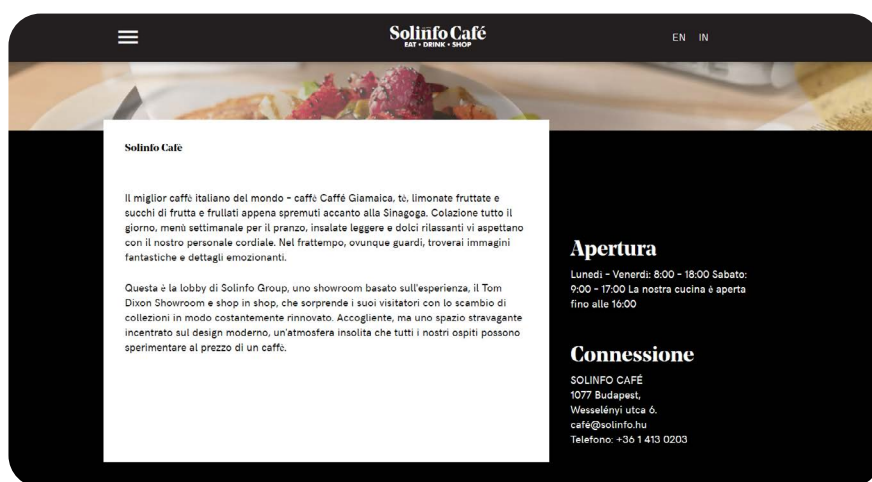 Solinfo Café
EAT • DRINK • SHOP
EN IN
Solinfo Cafè
Il miglior caffè italiano del mondo - caffè Caffé Giamaica, tè, limonate fruttate e
succhi di frutta e frullati appena spremuti accanto alla Sinagoga. Colazione tutto il
giorno, menù settimanale per il pranzo, insalate leggere e dolci rilassanti vi aspettano
con il nostro personale cordiale. Nel frattempo, ovunque guardi, troverai immagini
fantastiche e dettagli emozionanti.
Questa è la lobby di Solinfo Group, uno showroom basato sull'esperienza, il Tom
Dixon Showroom e shop in shop, che sorprende i suoi visitatori con lo scambio di
collezioni in modo costantemente rinnovato. Accogliente, ma uno spazio stravagante
incentrato sul design moderno, un'atmosfera insolita che tutti i nostri ospiti possono
sperimentare al prezzo di un caffè.
Apertura
Lunedì - Venerdì: 8:00 - 18:00 Sabato:
9:00 - 17:00 La nostra cucina è aperta
fino alle 16:00
Connessione
SOLINFO CAFÉ
1077 Budapest,
Wesselényi utca 6.
café@solinfo.hu
Telefono: +36 1 413 0203